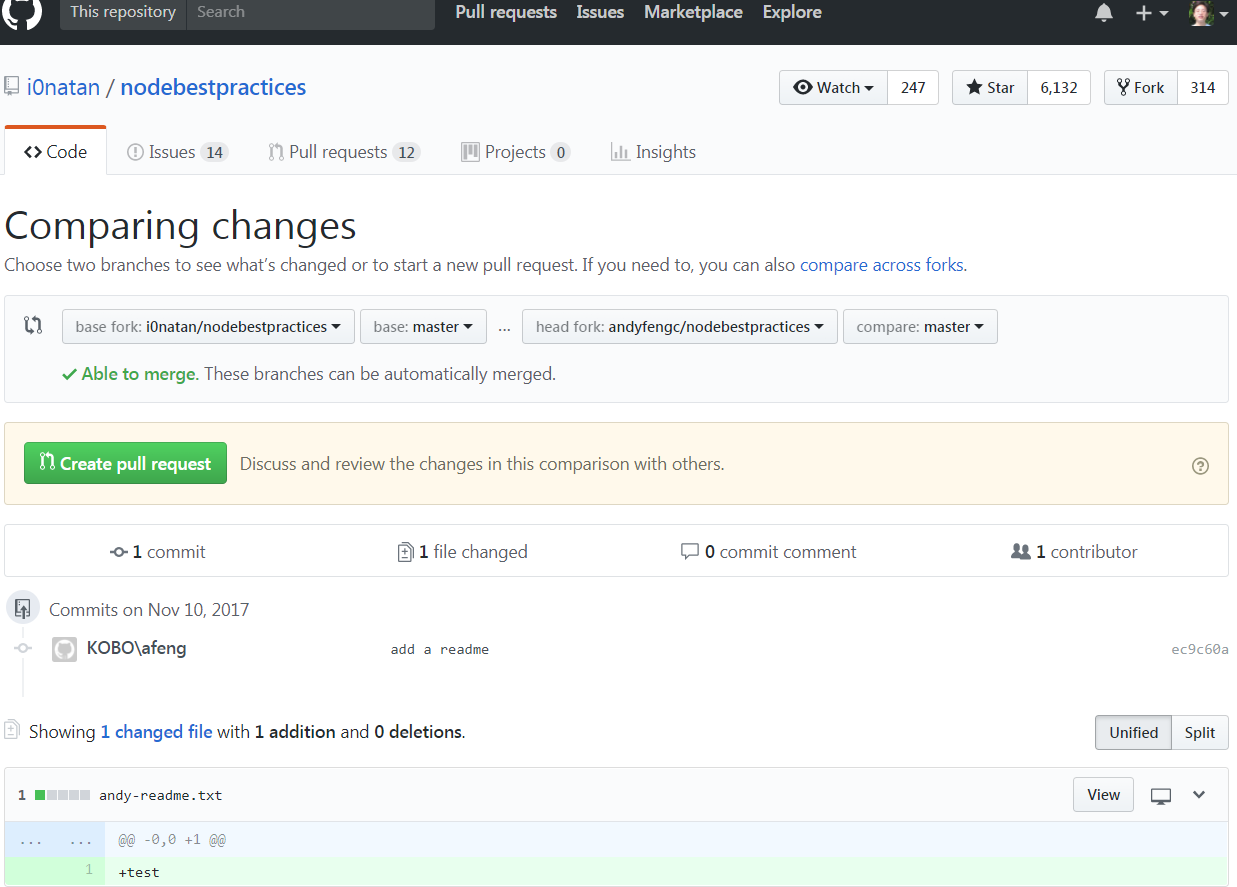 This repository Search Pull requests Issues Marketplace Explore
i0natan / nodebestpractices Watch 247 Star 6,132 Fork 314
Code Issues 14 Pull requests 12 Projects 0 Insights
Comparing changes
Choose two branches to see what's changed or to start a new pull request. If you need to, you can also compare across forks.
base fork: i0natan/nodebestpractices base: master ... head fork: andyfengc/nodebestpractices compare: master
Able to merge. These branches can be automatically merged.
Create pull request Discuss and review the changes in this comparison with others.
1 commit 1 file changed 0 commit comment 1 contributor
Commits on Nov 10, 2017
KOBO\afeng add a readme ec9c60a
Showing 1 changed file with 1 addition and 0 deletions. Unified Split
1 andy-readme.txt View
... ... @@ -0,0 +1 @@
1 +test